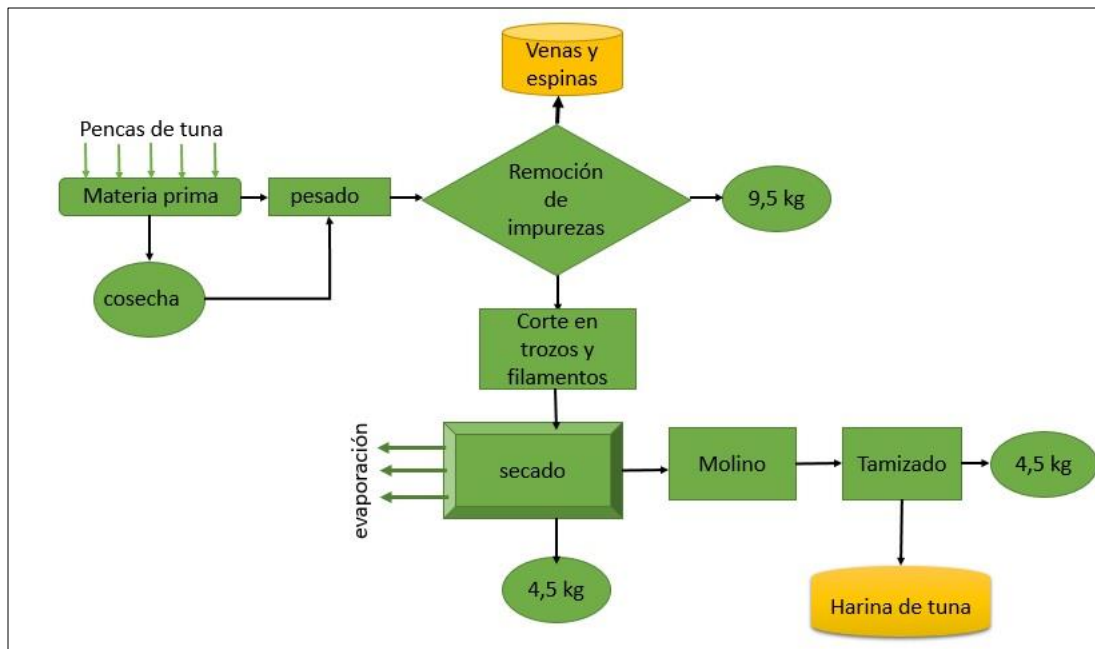 Venas y
espinas
Pencas de tuna
Materia prima
pesado
Remoción
de
impurezas
9,5 kg
cosecha
Corte en
trozos y
filamentos
evaporación
secado
Molino
Tamizado
4,5 kg
4,5 kg
Harina de tuna